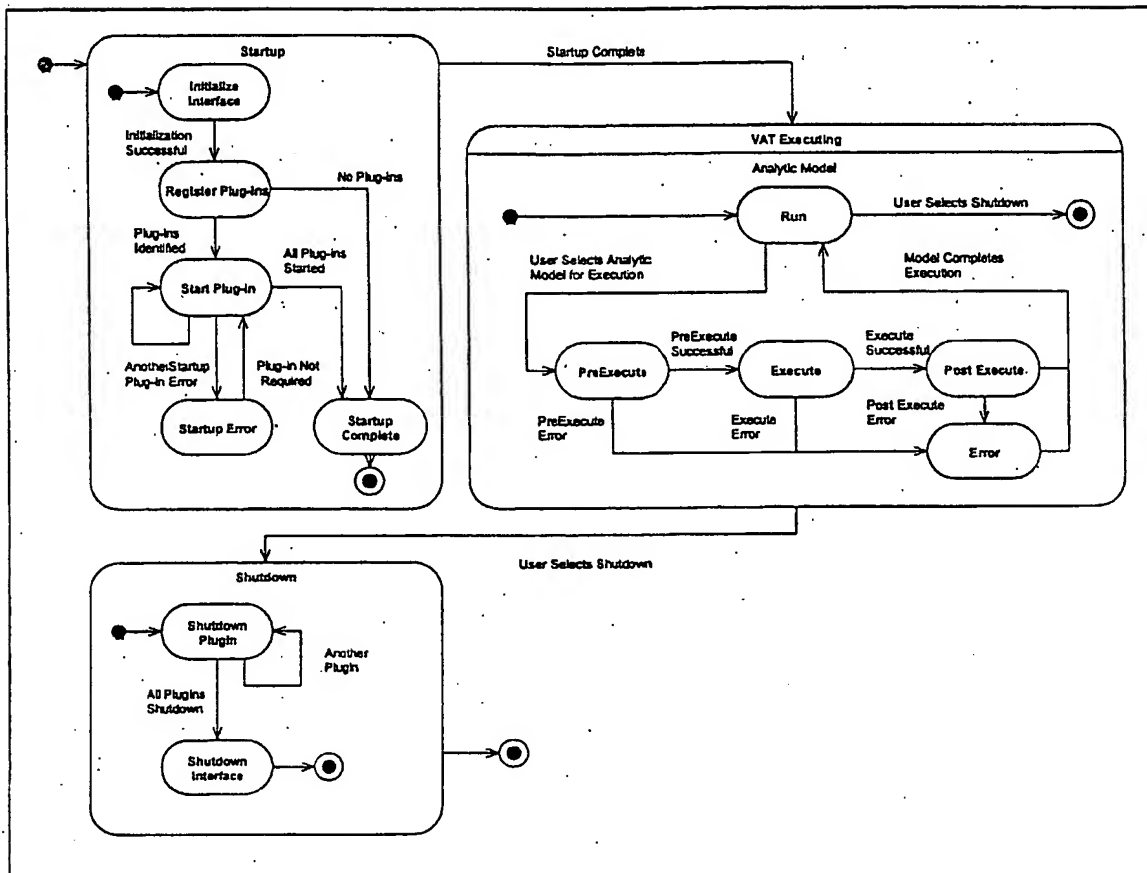 Startup
Initialize
Interface
Initialization
Successful
Register Plug-Ins
No Plug-ins
Plug-ins
Identified
All Plug-ins
Started
Start Plug-in
AnotherStartup
Plug-in Error
Plug-in Not
Required
Startup Error
Startup
Complete
Startup Complete
VAT Executing
Analytic Model
Run
User Selects Shutdown
User Selects Analytic
Model for Execution
Model Completes
Execution
PreExecute
PreExecute
Successful
Execute
Execute
Successful
Post Execute
PreExecute
Error
Execute
Error
Post Execute
Error
Error
User Selects Shutdown
Shutdown
Shutdown
Plugin
Another
Plugin
All Plugins
Shutdown
Shutdown
Interface